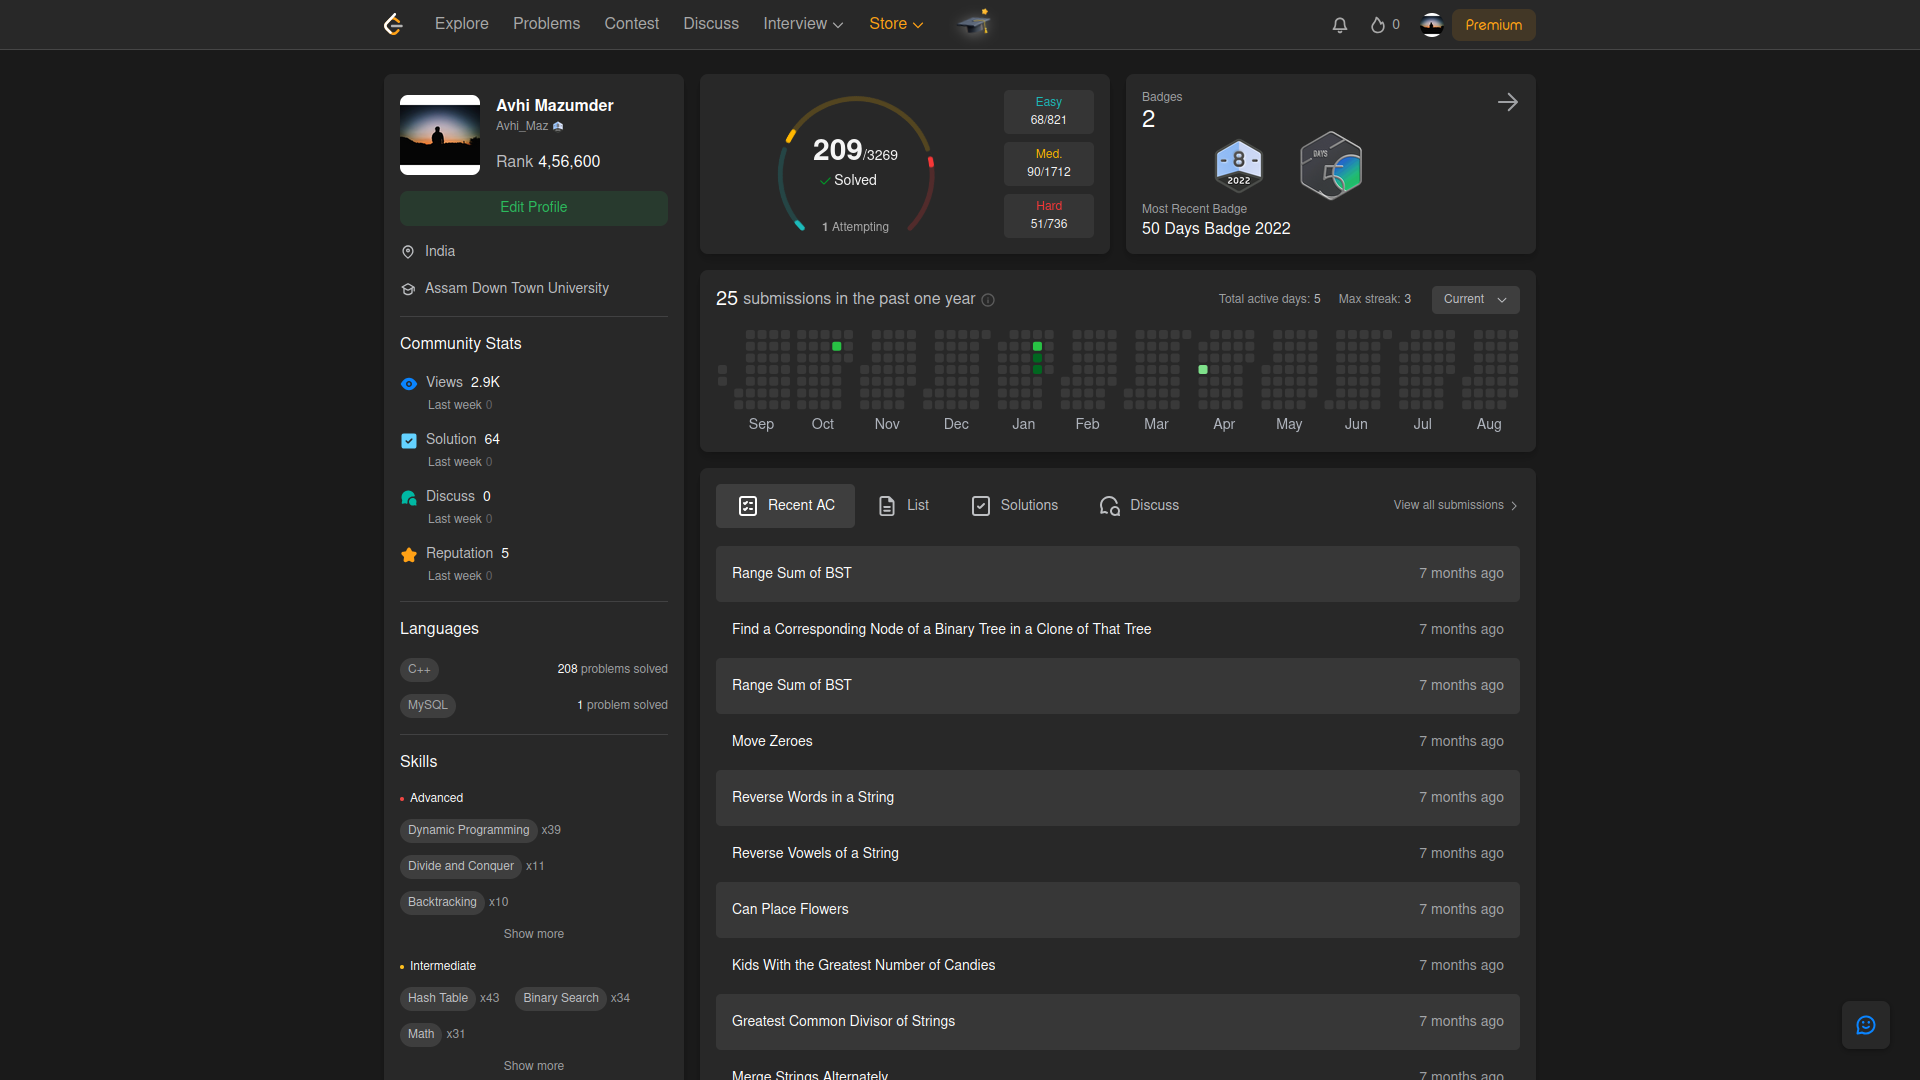 Explore Problems Contest Discuss Interview Store
0 Premium
Avhi Mazumder
Avhi_Maz
Rank 4,56,600
Edit Profile
India
Assam Down Town University
Community Stats
Views 2.9K
Last week 0
Solution 64
Last week 0
Discuss 0
Last week 0
Reputation 5
Last week 0
Languages
C++ 208 problems solved
MySQL 1 problem solved
Skills
Advanced
Dynamic Programming x39
Divide and Conquer x11
Backtracking x10
Show more
Intermediate
Hash Table x43 Binary Search x34
Math x31
Show more
209/3269
Solved
1 Attempting
Easy
68/821
Med.
90/1712
Hard
51/736
Badges
2
8
2022
DAYS
5
Most Recent Badge
50 Days Badge 2022
25 submissions in the past one year
Total active days: 5 Max streak: 3 Current
Sep Oct Nov Dec Jan Feb Mar Apr May Jun Jul Aug
Recent AC List Solutions Discuss View all submissions
Range Sum of BST 7 months ago
Find a Corresponding Node of a Binary Tree in a Clone of That Tree 7 months ago
Range Sum of BST 7 months ago
Move Zeroes 7 months ago
Reverse Words in a String 7 months ago
Reverse Vowels of a String 7 months ago
Can Place Flowers 7 months ago
Kids With the Greatest Number of Candies 7 months ago
Greatest Common Divisor of Strings 7 months ago
Merge Strings Alternately 7 months ago